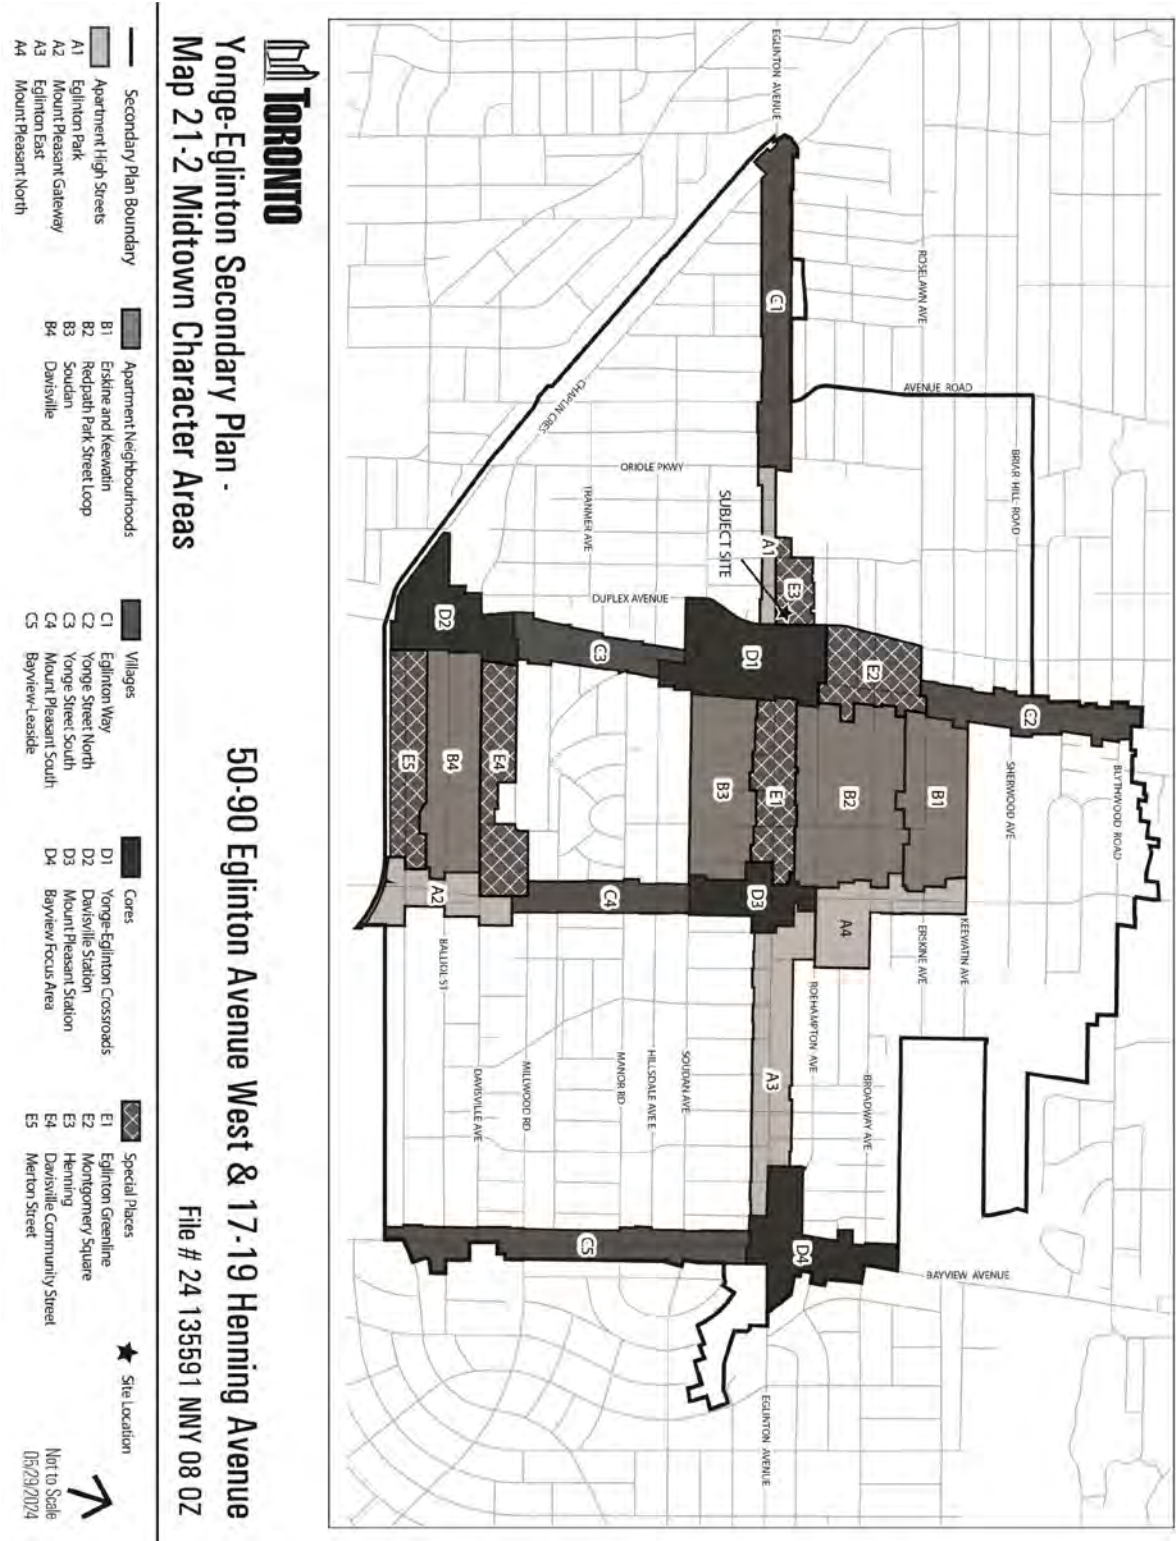 BLYTHWOOD ROAD
C2
BRIAR HILL ROAD
SHERWOOD AVE
BAYVIEW AVENUE
KEEWATIN AVE
AVENUE ROAD
B1
ROSELAWN AVE
ERSKINE AVE
E2
BROADWAY AVE
B2
A4
ROEHAMPTON AVE
E3
D4
EGLINTON AVENUE
C1
A1
E1
A3
EGLINTON AVENUE
D1
D3
SUBJECT SITE
B3
SOUDAN AVE
ORIOLE PKWY
HILLSDALE AVE E
DUPLEX AVENUE
C3
C4
MANOR RD
TRANMER AVE
C5
CHAPLIN CRES
MILLWOOD RD
E4
DAVISVILLE AVE
D2
B4
A2
BALLIOL ST
E5
TORONTO
Yonge-Eglinton Secondary Plan -
Map 21-2 Midtown Character Areas
50-90 Eglinton Avenue West & 17-19 Henning Avenue
File # 24 135591 NNY 08 OZ
Secondary Plan Boundary
Apartment High Streets
A1 Eglinton Park
A2 Mount Pleasant Gateway
A3 Eglinton East
A4 Mount Pleasant North
Apartment Neighbourhoods
B1 Erskine and Keewatin
B2 Redpath Park Street Loop
B3 Soudan
B4 Davisville
Villages
C1 Eglinton Way
C2 Yonge Street North
C3 Yonge Street South
C4 Mount Pleasant South
C5 Bayview-Leaside
Cores
D1 Yonge-Eglinton Crossroads
D2 Davisville Station
D3 Mount Pleasant Station
D4 Bayview Focus Area
Special Places
E1 Eglinton Greenline
E2 Montgomery Square
E3 Henning
E4 Davisville Community Street
E5 Merton Street
Site Location
Not to Scale
05/29/2024